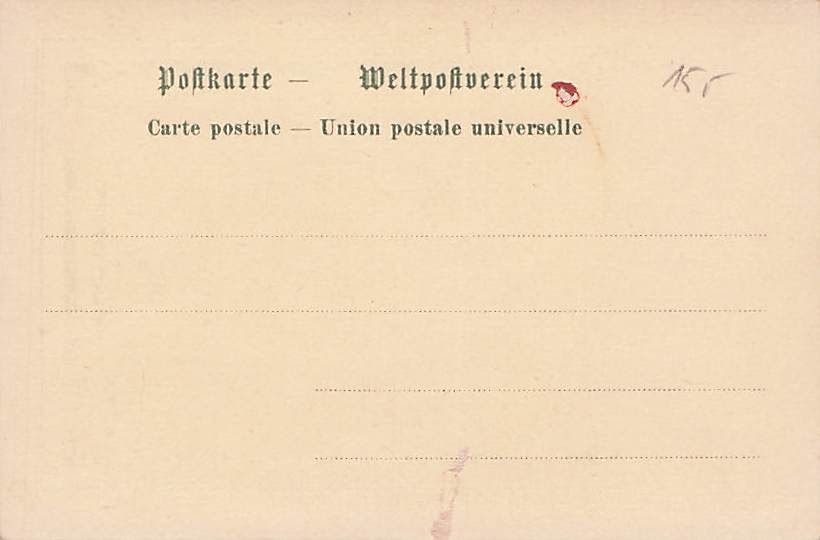 Postkarte — Weltpostverein
Carte postale — Union postale universelle